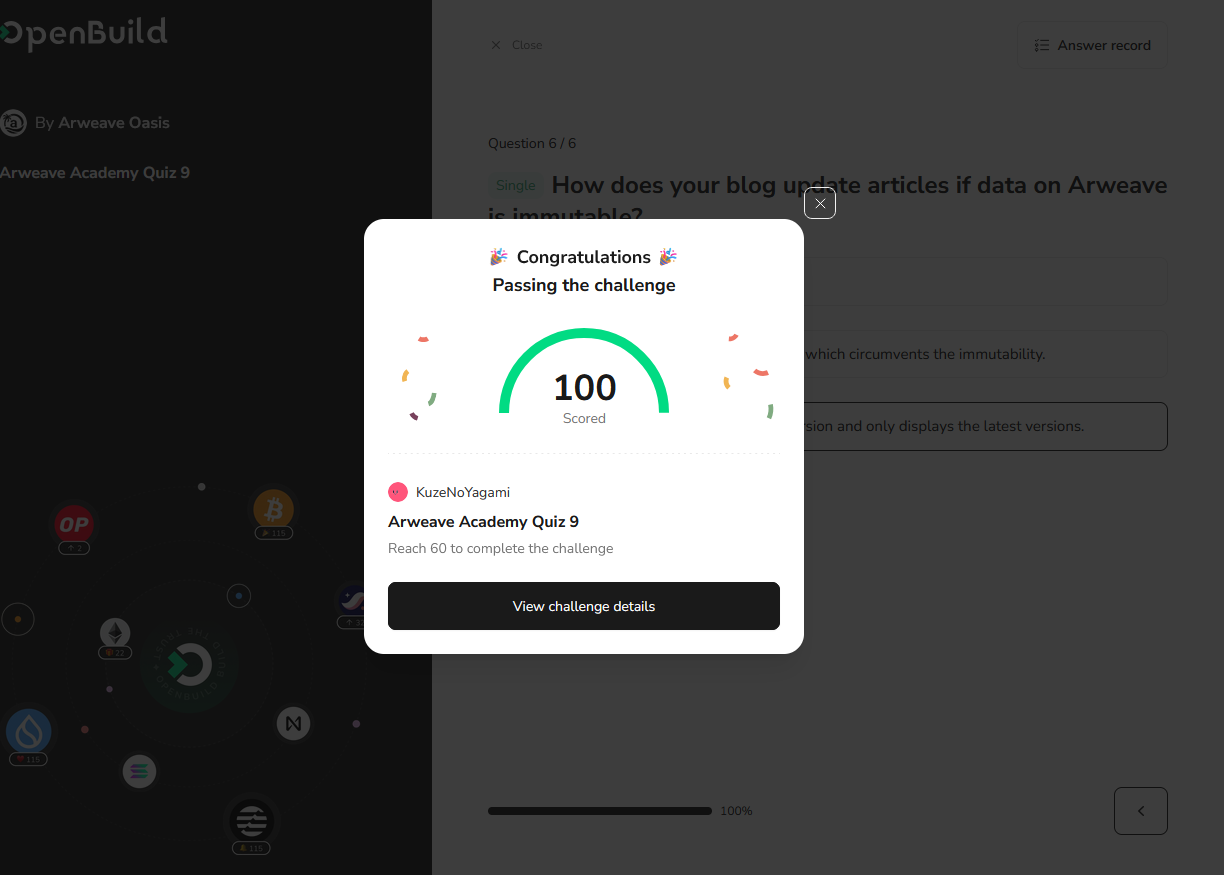 OpenBuild
By Arweave Oasis
Arweave Academy Quiz 9
Close
Answer record
Question 6 / 6
Single How does your blog update articles if data on Arweave
is immutable?
🎉 Congratulations 🎉
Passing the challenge
100
Scored
which circumvents the immutability.
and only displays the latest versions.
KuzeNoYagami
Arweave Academy Quiz 9
Reach 60 to complete the challenge
View challenge details
OP
2
115
22
115
115
100%